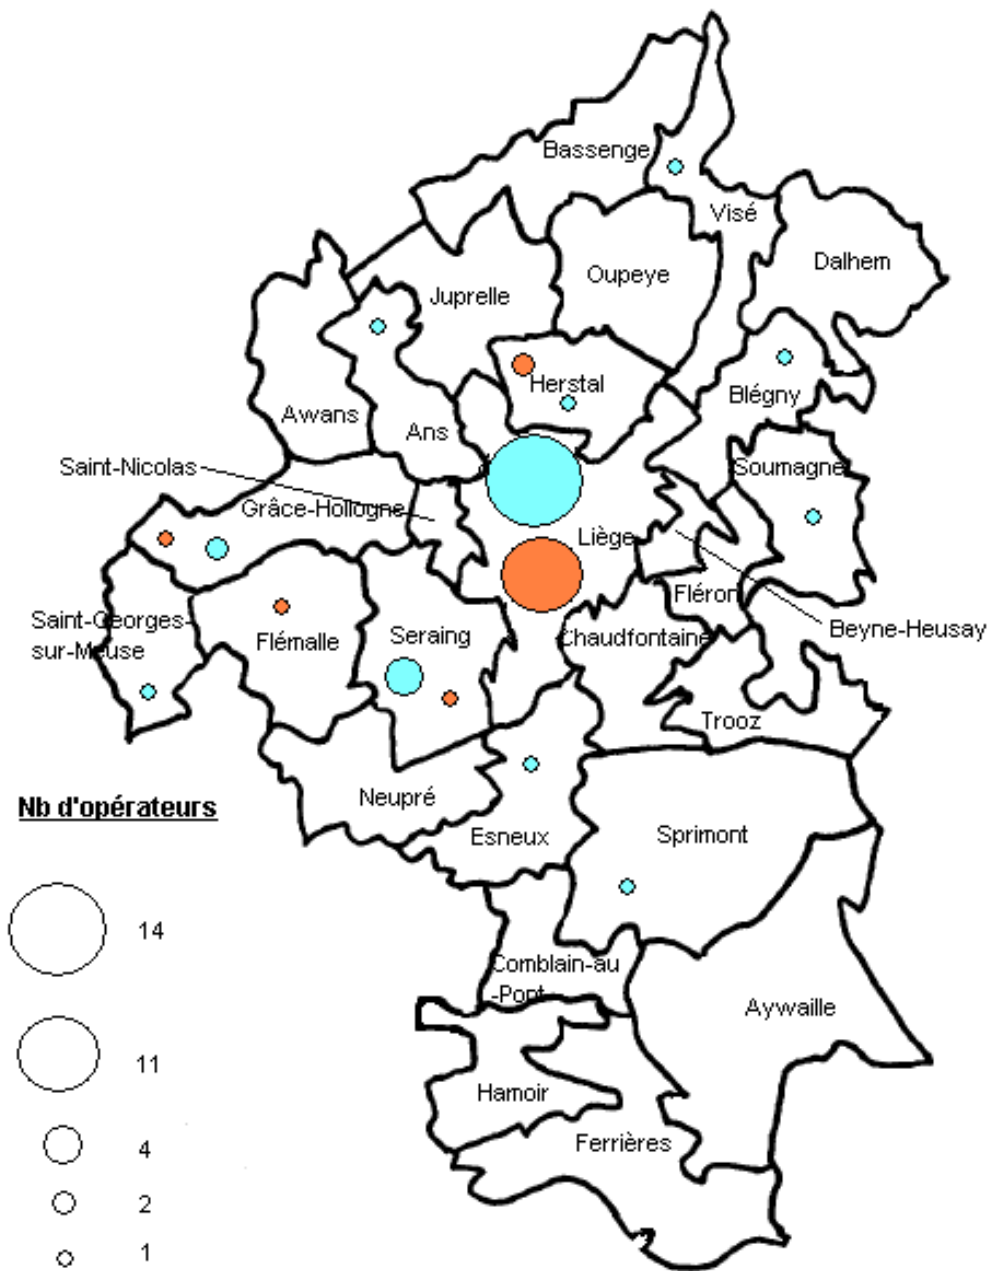 Bassenge
Visé
Dalhem
Oupeye
Juprelle
Herstal
Blégny
Awans
Ans
Saint-Nicolas
Soumagne
Grâce-Hollogne
Liège
Fléron
Saint-Georges-
sur-Meuse
Flémalle
Seraing
Chaudfontaine
Beyne-Heusay
Trooz
Neupré
Nb d'opérateurs
Esneux
Sprimont
14
Comblain-au
-Pont
Aywaille
11
Hamoir
4
Ferrières
2
1